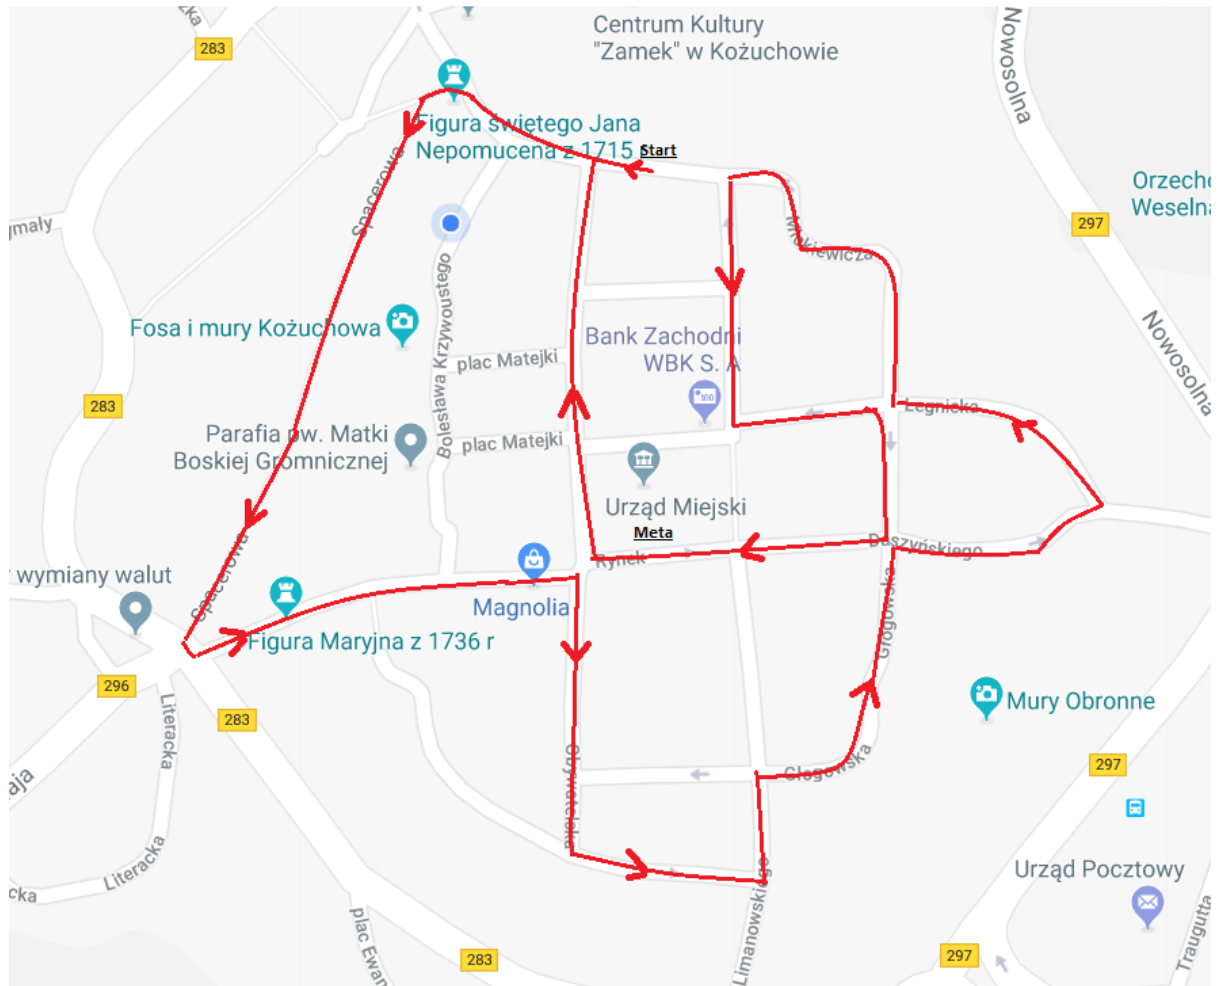 283
Centrum Kultury
"Zamek" w Kożuchowie
Nowosolna
Figura świętego Jana
Nepomucena z 1715 r
Start
Orzech
Weselna
297
Spacerowa
Mickiewicza
Bolesława Krzywoustego
Fosa i mury Kożuchowa
Bank Zachodni
WBK S. A
Nowosolna
plac Matejki
283
Legnicka
Parafia pw. Matki
Boskiej Gromnicznej
plac Matejki
Urząd Miejski
Meta
Spacerowa
Rynek
Daszyńskiego
wymiany walut
Magnolia
Głogowska
Figura Maryjna z 1736 r
296
Literacka
283
Mury Obronne
Obywatelska
Głogowska
297
Literacka
Limanowskiego
Urząd Pocztowy
plac Ewan
283
297
Traugutta